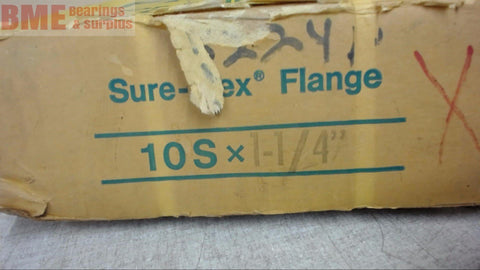 BME Bearings & surplus
Sure- ex® Flange
10S × 1-1/4"
X